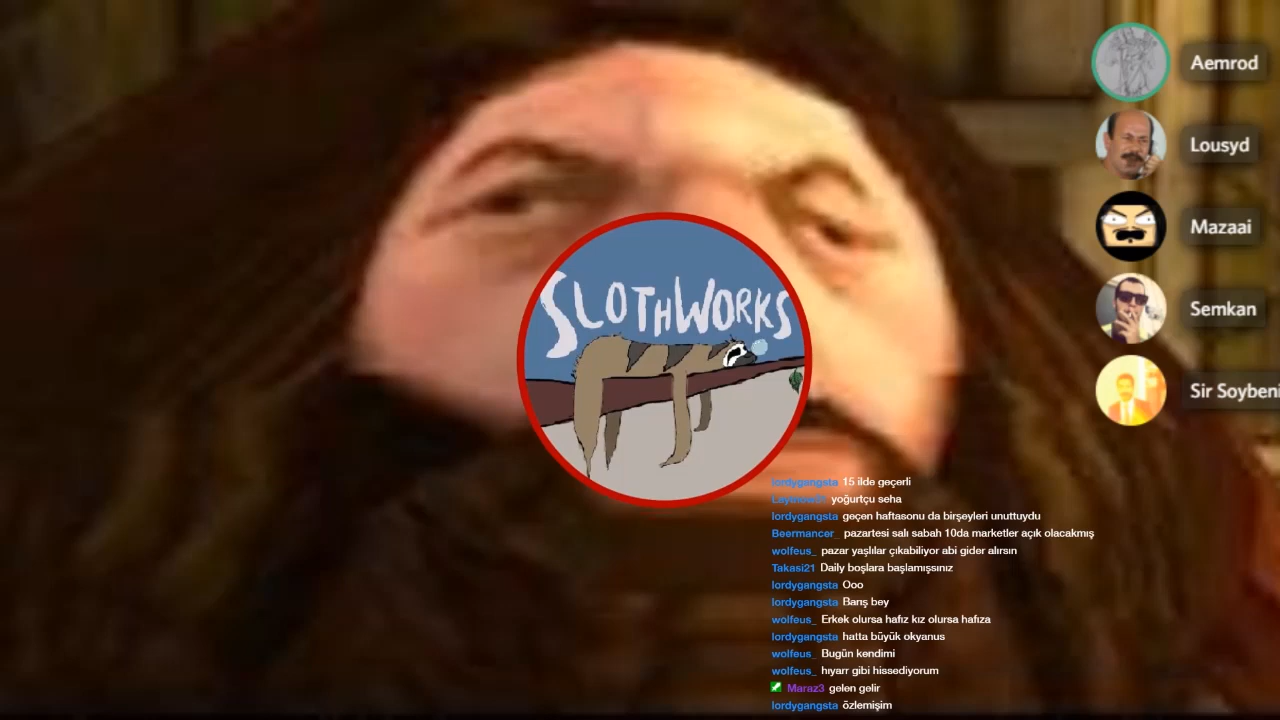 Aemrod
Lousyd
Mazaai
Semkan
Sir Soybeni
SLOTHWORKS
lordygangsta 15 ilde geçerli
yoğurtçu seha
lordygangsta geçen haftasonu da birşeyleri unuttuydu
Beermancer_ pazartesi salı sabah 10da marketler açık olacakmış
wolfeus_ pazar yaşlılar çıkabiliyor abi gider alırsın
Takasi21 Daily boşlara başlamışsınız
lordygangsta Ooo
lordygangsta Barış bey
wolfeus_ Erkek olursa hafız kız olursa hafıza
lordygangsta hatta büyük okyanus
wolfeus_ Bugün kendimi
wolfeus_ hıyarr gibi hissediyorum
Maraz3 gelen gelir
lordygangsta özlemişim